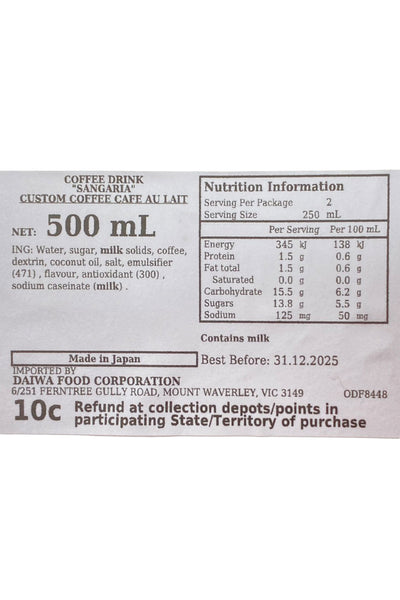 COFFEE DRINK
"SANGARIA"
CUSTOM COFFEE CAFE AU LAIT
NET: 500 mL
ING: Water, sugar, milk solids, coffee,
dextrin, coconut oil, salt, emulsifier
(471) , flavour, antioxidant (300) ,
sodium caseinate (milk) .
Nutrition Information
Serving Per Package 2
Serving Size 250 mL
Per Serving Per 100 mL
Energy 345 kJ 138 kJ
Protein 1.5 g 0.6 g
Fat total 1.5 g 0.6 g
Saturated 0.0 g 0.0 g
Carbohydrate 15.5 g 6.2 g
Sugars 13.8 g 5.5 g
Sodium 125 mg 50 mg
Contains milk
Made in Japan
Best Before: 31.12.2025
IMPORTED BY
DAIWA FOOD CORPORATION
6/251 FERNTREE GULLY ROAD, MOUNT WAVERLEY, VIC 3149 ODF8448
10c Refund at collection depots/points in
participating State/Territory of purchase